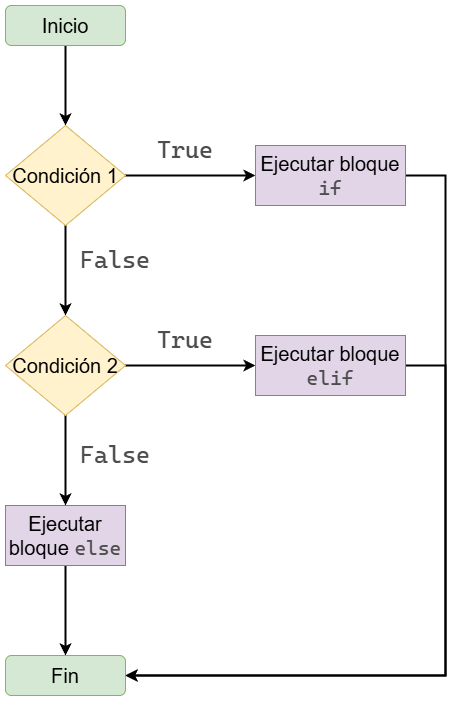 Inicio
True
Condición 1
Ejecutar bloque
if
False
True
Condición 2
Ejecutar bloque
elif
False
Ejecutar
bloque else
Fin